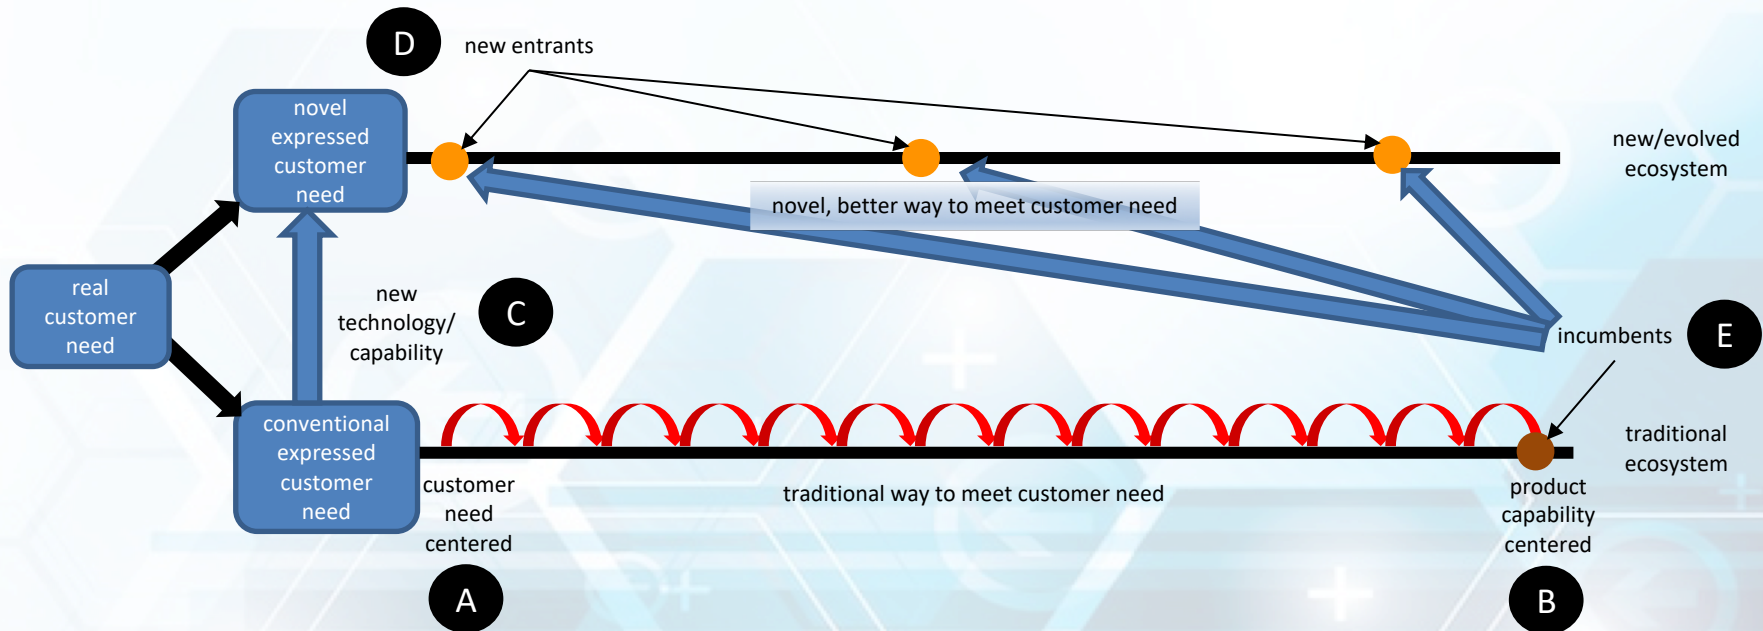 D
new entrants
novel
expressed
customer
need
new/evolved
ecosystem
novel, better way to meet customer need
real
customer
need
new
technology/
capability
C
incumbents
E
conventional
expressed
customer
need
traditional
ecosystem
customer
need
centered
traditional way to meet customer need
product
capability
centered
A
B